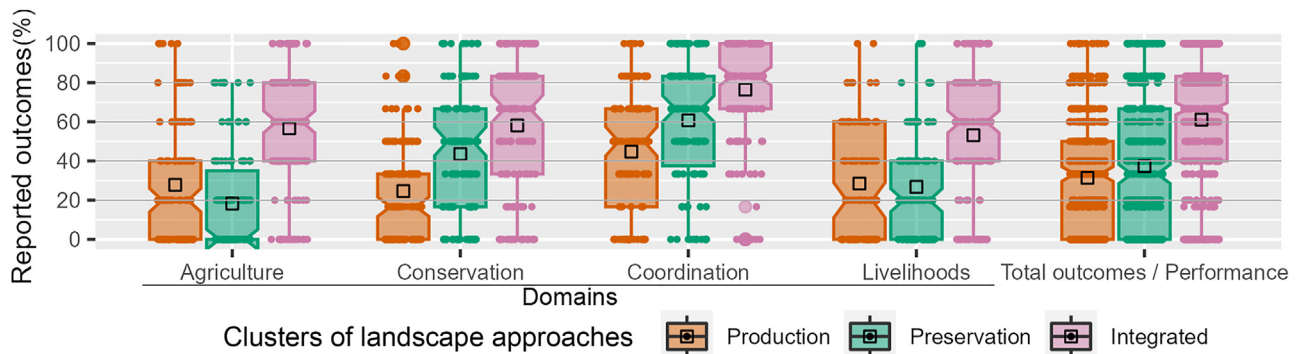 Reported outcomes(%)
100
80
60
40
20
0
Agriculture Conservation Coordination Livelihoods Total outcomes / Performance
Domains
Clusters of landscape approaches Production Preservation Integrated